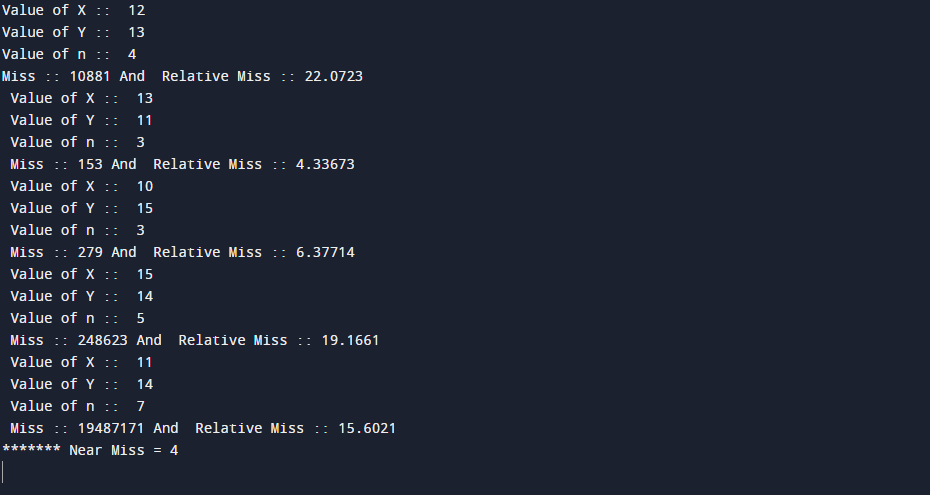 Value of X ::  12
Value of Y ::  13
Value of n ::  4
Miss :: 10881 And  Relative Miss :: 22.0723
 Value of X ::  13
 Value of Y ::  11
 Value of n ::  3
 Miss :: 153 And  Relative Miss :: 4.33673
 Value of X ::  10
 Value of Y ::  15
 Value of n ::  3
 Miss :: 279 And  Relative Miss :: 6.37714
 Value of X ::  15
 Value of Y ::  14
 Value of n ::  5
 Miss :: 248623 And  Relative Miss :: 19.1661
 Value of X ::  11
 Value of Y ::  14
 Value of n ::  7
 Miss :: 19487171 And  Relative Miss :: 15.6021
******* Near Miss = 4